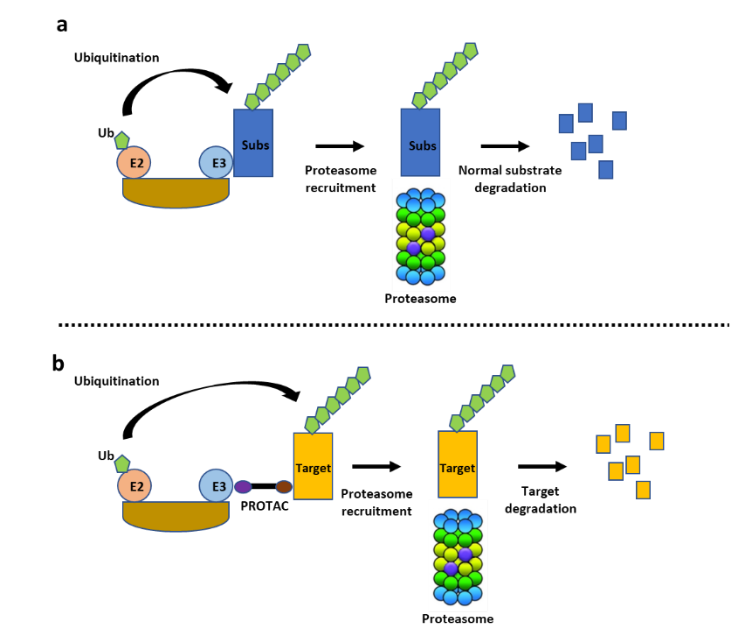 a
Ubiquitination
Ub
E2
E3
Subs
Proteasome
recruitment
Subs
Normal substrate
degradation
Proteasome
b
Ubiquitination
Ub
E2
E3
PROTAC
Target
Proteasome
recruitment
Target
Target
degradation
Proteasome